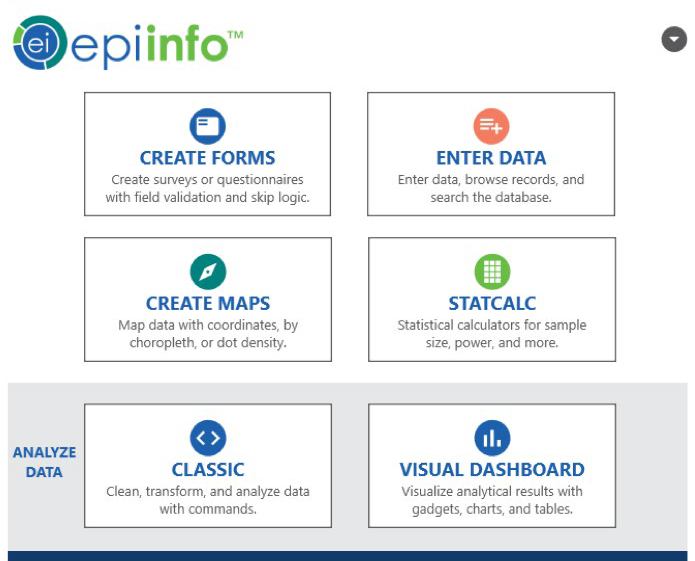 ei epiinfo™
CREATE FORMS
Create surveys or questionnaires
with field validation and skip logic.
ENTER DATA
Enter data, browse records, and
search the database.
CREATE MAPS
Map data with coordinates, by
choropleth, or dot density.
STATCALC
Statistical calculators for sample
size, power, and more.
ANALYZE
DATA
CLASSIC
Clean, transform, and analyze data
with commands.
VISUAL DASHBOARD
Visualize analytical results with
gadgets, charts, and tables.